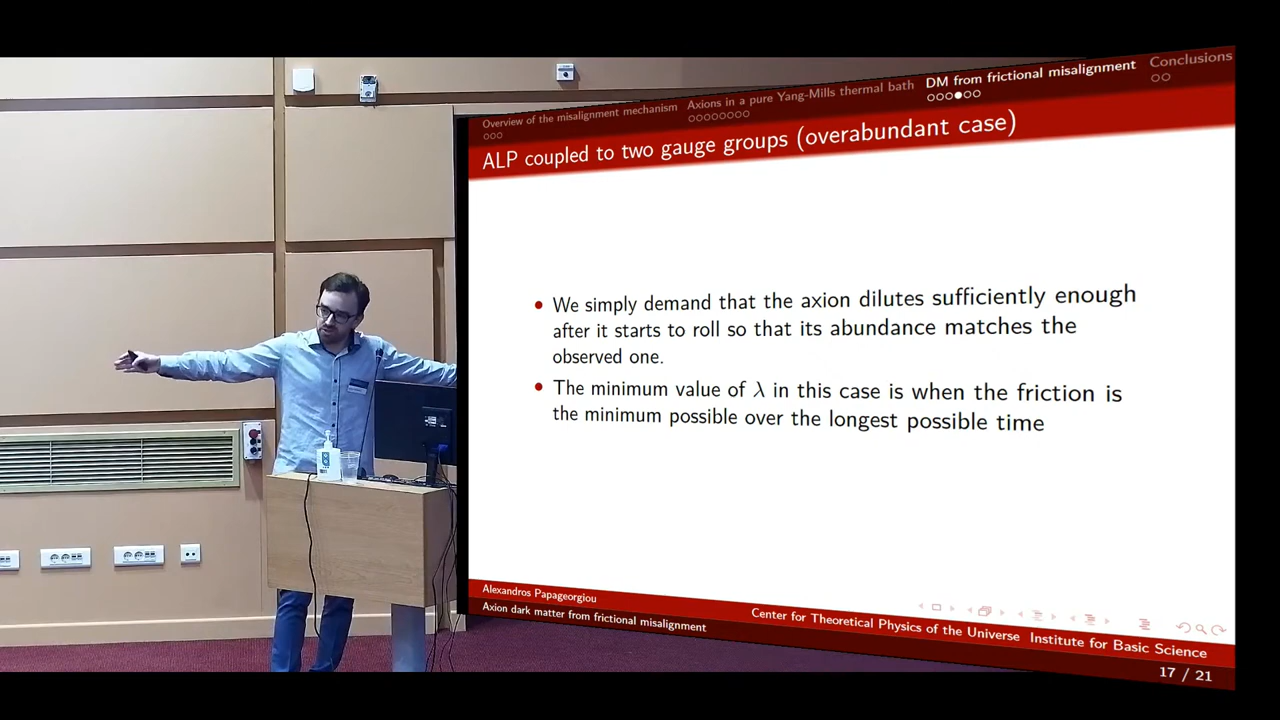 Overview of the misalignment mechanism
Axions in a pure Yang-Mills thermal bath
DM from frictional misalignment
Conclusions
ALP coupled to two gauge groups (overabundant case)
• We simply demand that the axion dilutes sufficiently enough
after it starts to roll so that its abundance matches the
observed one.
• The minimum value of λ in this case is when the friction is
the minimum possible over the longest possible time
Alexandros Papageorgiou
Center for Theoretical Physics of the Universe Institute for Basic Science
Axion dark matter from frictional misalignment
17 / 21